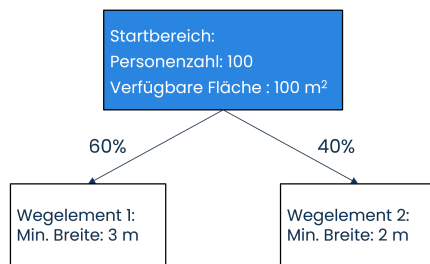 Startbereich:
Personenzahl: 100
Verfügbare Fläche : 100 m²
60%
40%
Wegelement 1:
Min. Breite: 3 m
Wegelement 2:
Min. Breite: 2 m